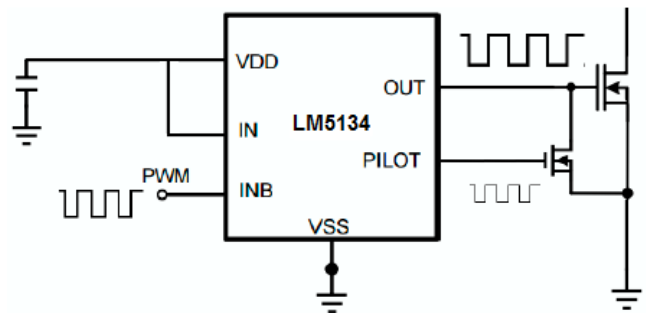 VDD
OUT
LM5134
IN
PILOT
PWM
INB
VSS